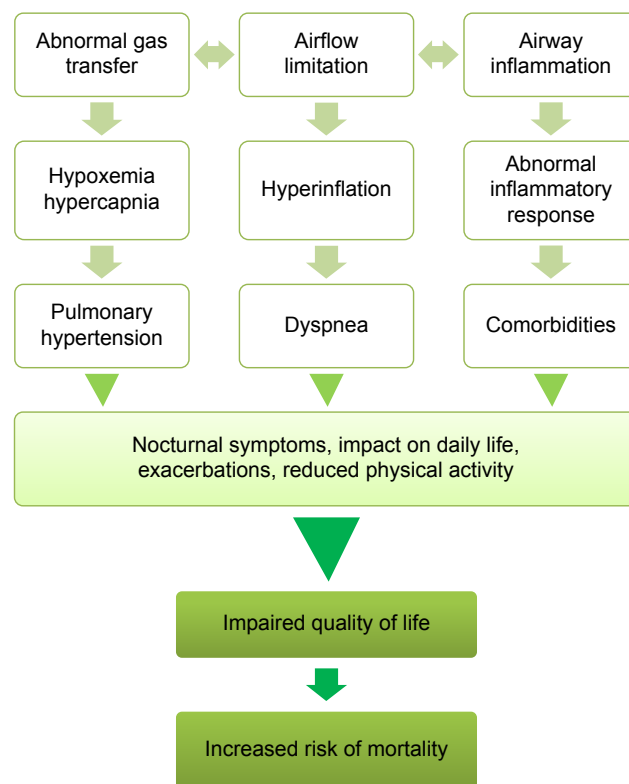 Abnormal gas
transfer
Airflow
limitation
Airway
inflammation
Hypoxemia
hypercapnia
Hyperinflation
Abnormal
inflammatory
response
Pulmonary
hypertension
Dyspnea
Comorbidities
Nocturnal symptoms, impact on daily life,
exacerbations, reduced physical activity
Impaired quality of life
Increased risk of mortality